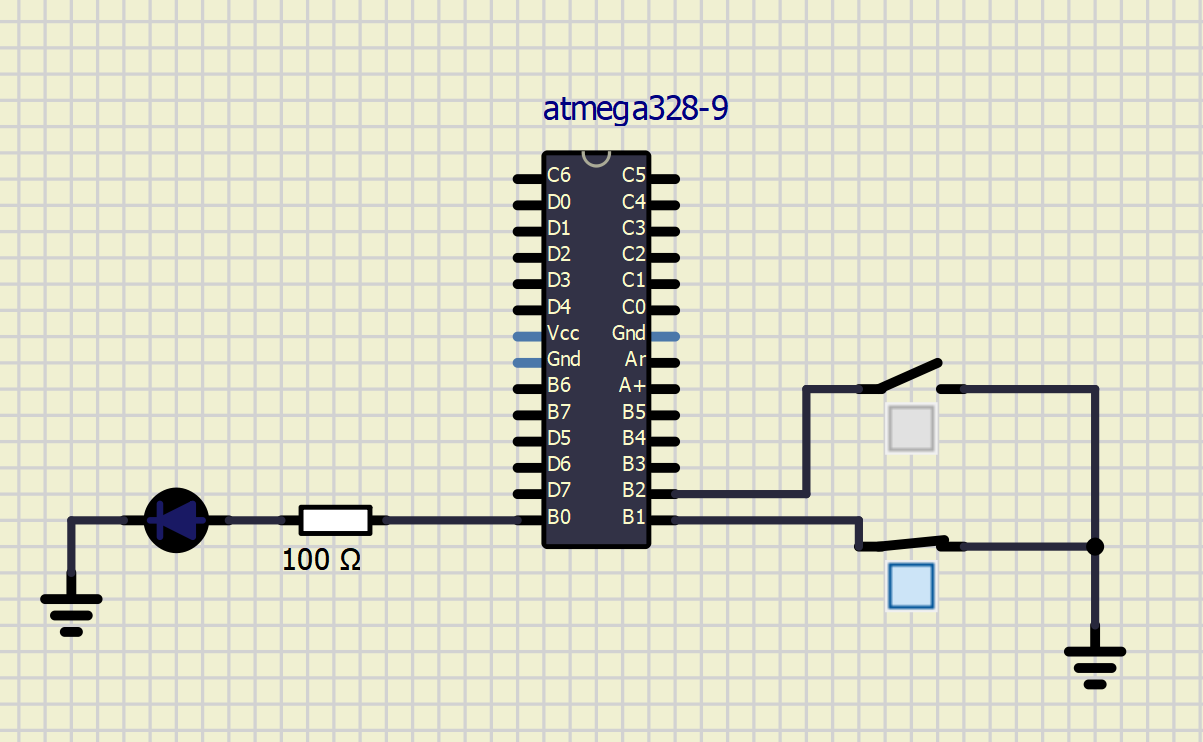 atmega328-9
C6 C5
D0 C4
D1 C3
D2 C2
D3 C1
D4 C0
Vcc Gnd
Gnd Ar
B6 A+
B7 B5
D5 B4
D6 B3
D7 B2
B0 B1
100 Ω